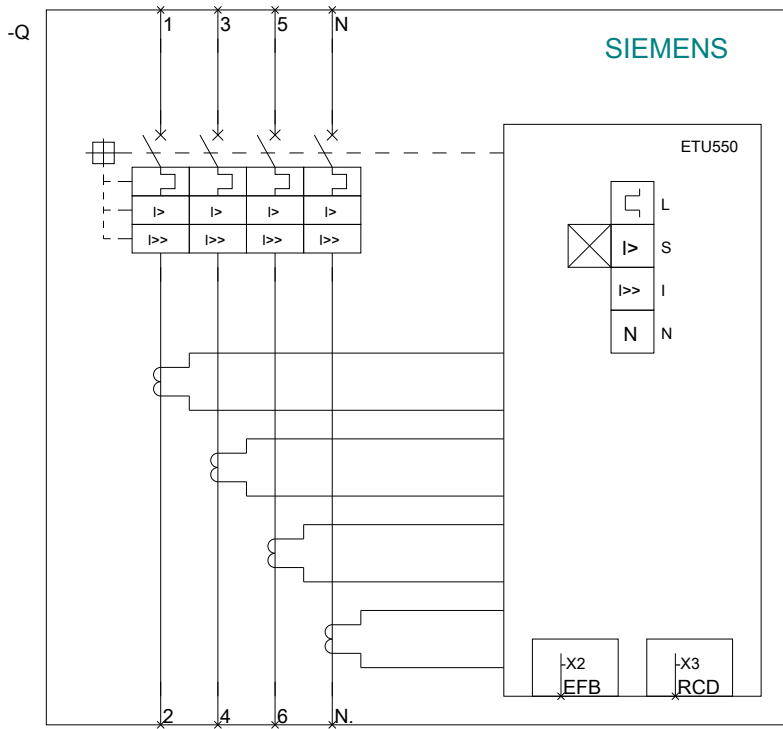 -Q
1 3 5 N
SIEMENS
ETU550
L
I> I> I> I>
I> S
I>> I>> I>> I>>
I>> I
N N
-X2 -X3
EFB RCD
2 4 6 N.